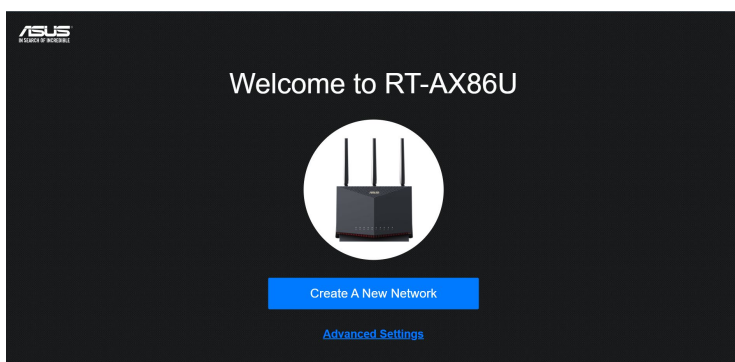 ASUS
IN SEARCH OF INCREDIBLE
Welcome to RT-AX86U
Create A New Network
Advanced Settings